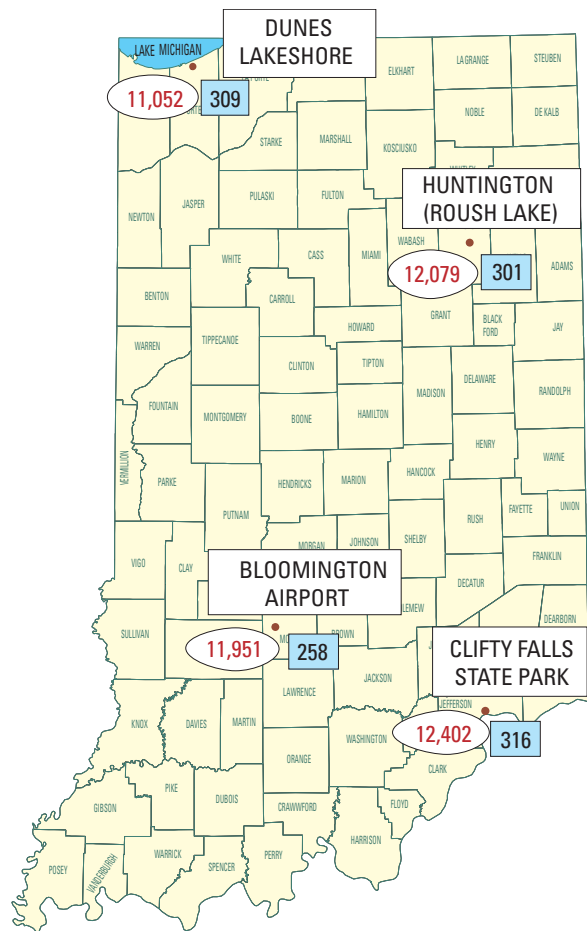 DUNES
LAKESHORE
LAKE MICHIGAN
11,052
309
ELKHART
LA GRANGE
STEUBEN
NOBLE
DE KALB
STARKE
MARSHALL
KOSCIUSKO
HUNTINGTON
(ROUSH LAKE)
NEWTON
JASPER
PULASKI
FULTON
WHITE
CASS
MIAMI
WABASH
12,079
301
ADAMS
BENTON
CARROLL
GRANT
BLACK
FORD
JAY
WARREN
TIPPECANOE
HOWARD
CLINTON
TIPTON
MADISON
DELAWARE
RANDOLPH
FOUNTAIN
MONTGOMERY
BOONE
HAMILTON
VERMILLION
PARKE
HENDRICKS
MARION
HANCOCK
HENRY
WAYNE
PUTNAM
RUSH
FAYETTE
UNION
MORGAN
JOHNSON
SHELBY
FRANKLIN
VIGO
CLAY
BLOOMINGTON
AIRPORT
DECATUR
DEARBORN
SULLIVAN
11,951
258
CLIFTY FALLS
STATE PARK
JACKSON
JEFFERSON
LAWRENCE
KNOX
DAVIES
MARTIN
WASHINGTON
12,402
316
ORANGE
CLARK
PIKE
DUBOIS
GIBSON
CRAWWFORD
FLOYD
HARRISON
POSEY
VANDERBURGH
WARRICK
SPENCER
PERRY